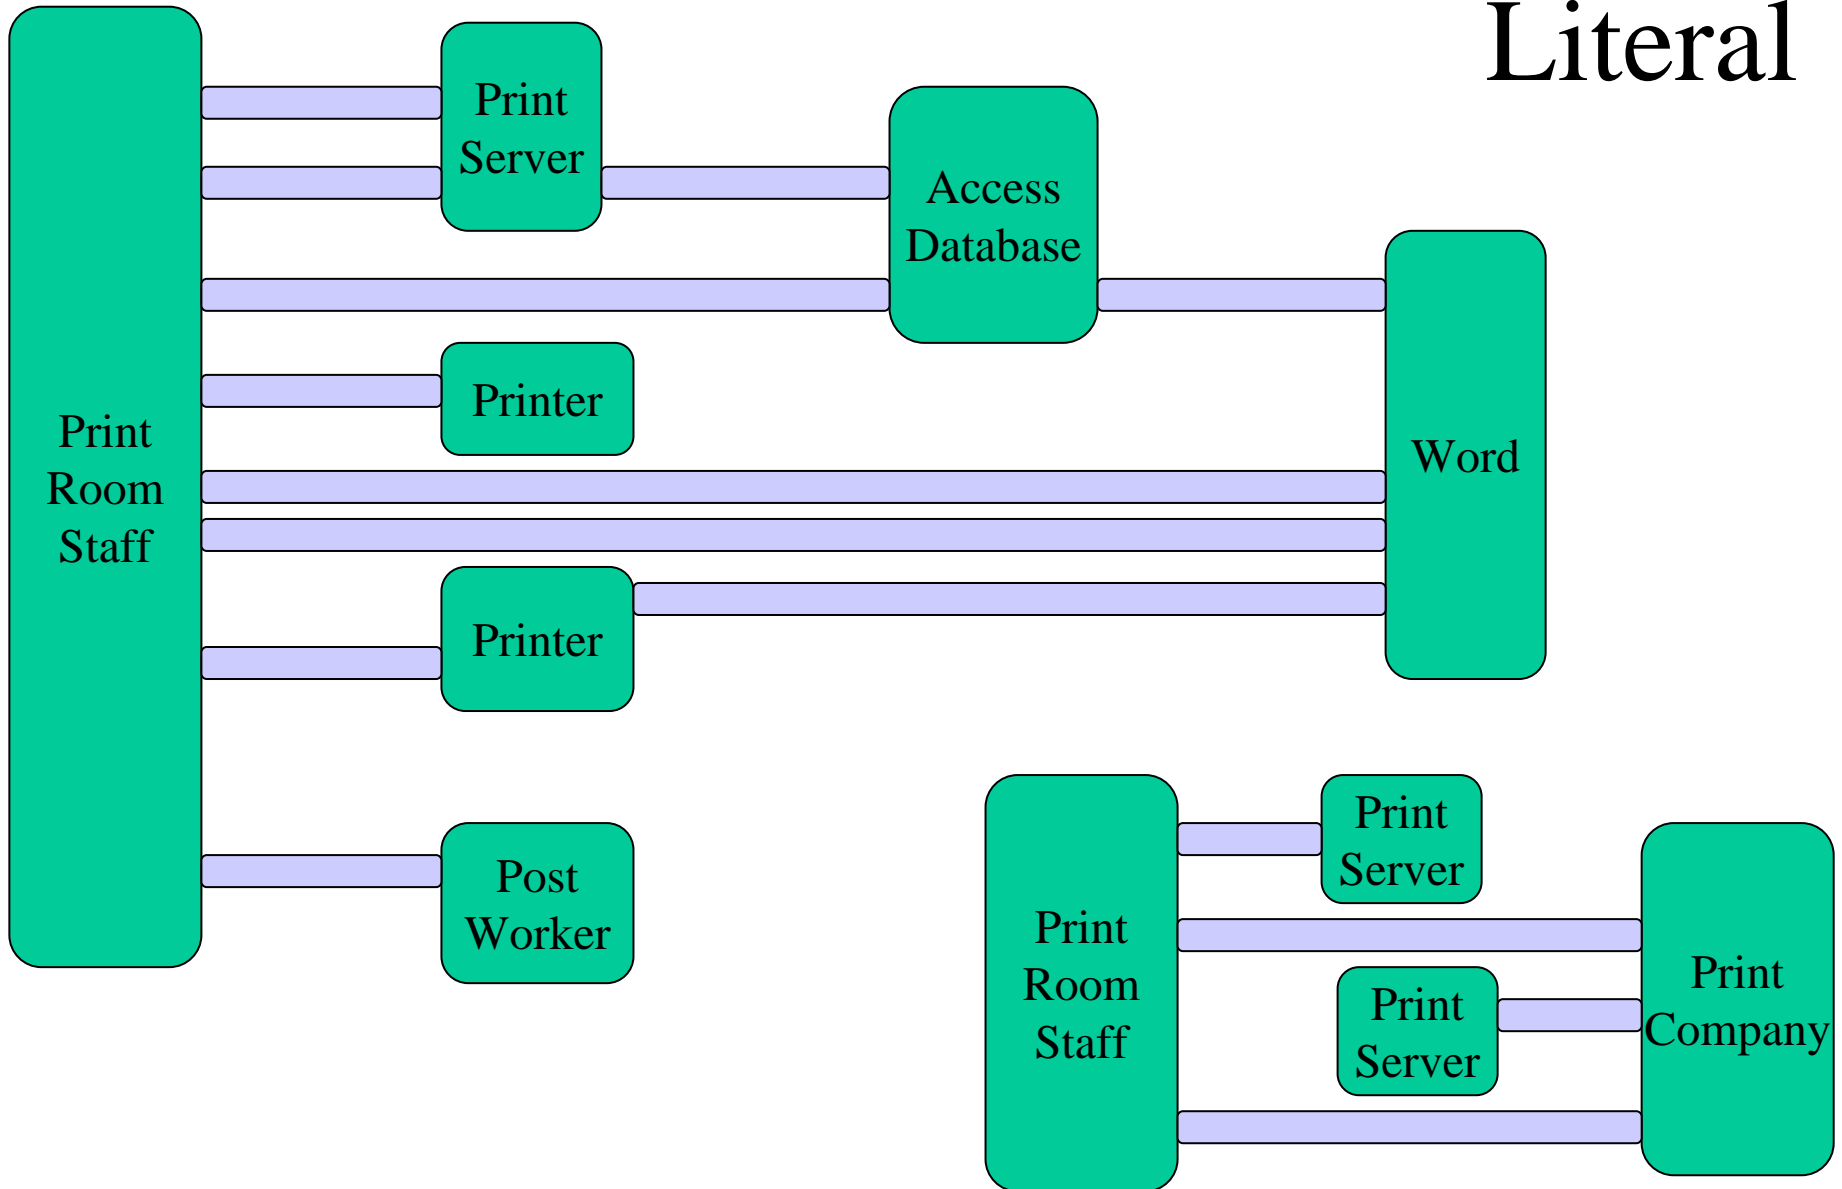 Literal
Print
Server
Access
Database
Printer
Print
Room
Staff
Word
Printer
Post
Worker
Print
Server
Print
Room
Staff
Print
Server
Print
Company